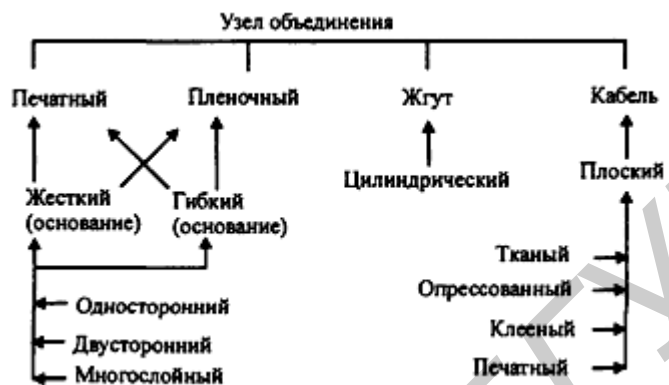 Узел объединения
Печатный Пленочный Жгут Кабель
Жесткий (основание)
Гибкий (основание)
Цилиндрический
Плоский
Односторонний
Двусторонний
Многослойный
Тканый
Опрессованный
Клееный
Печатный